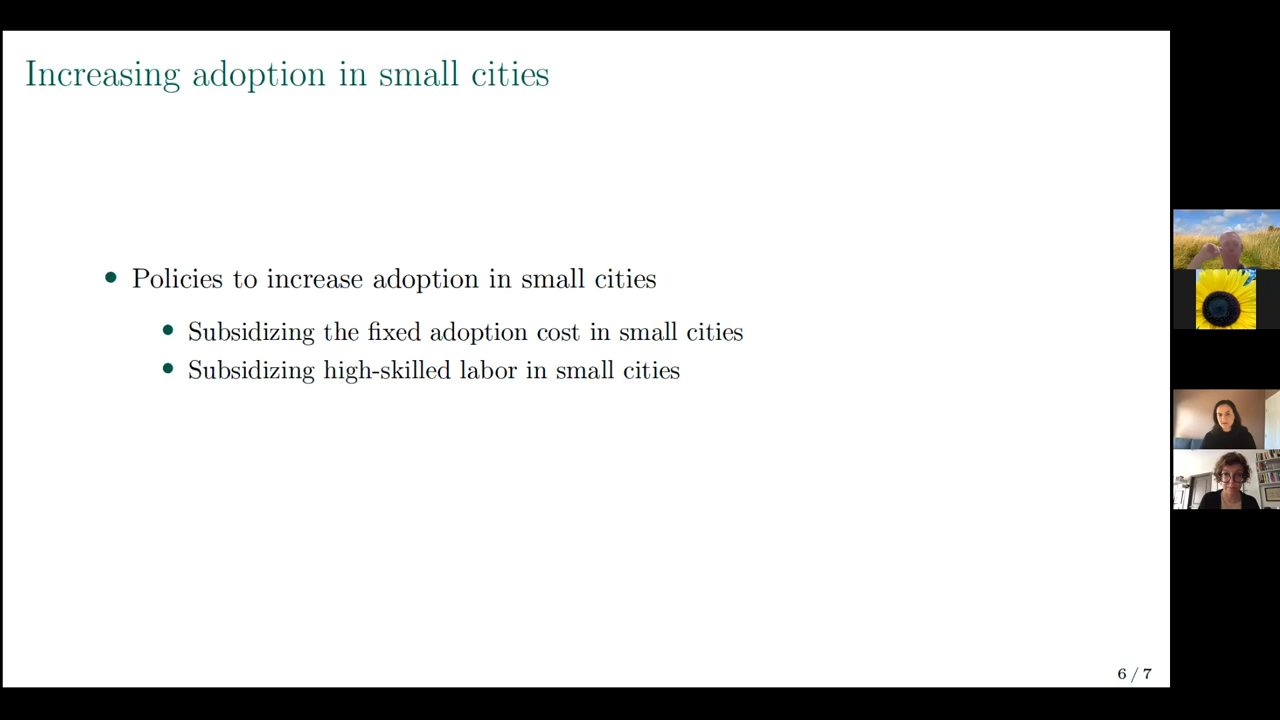 Increasing adoption in small cities
• Policies to increase adoption in small cities
• Subsidizing the fixed adoption cost in small cities
• Subsidizing high-skilled labor in small cities
6 / 7